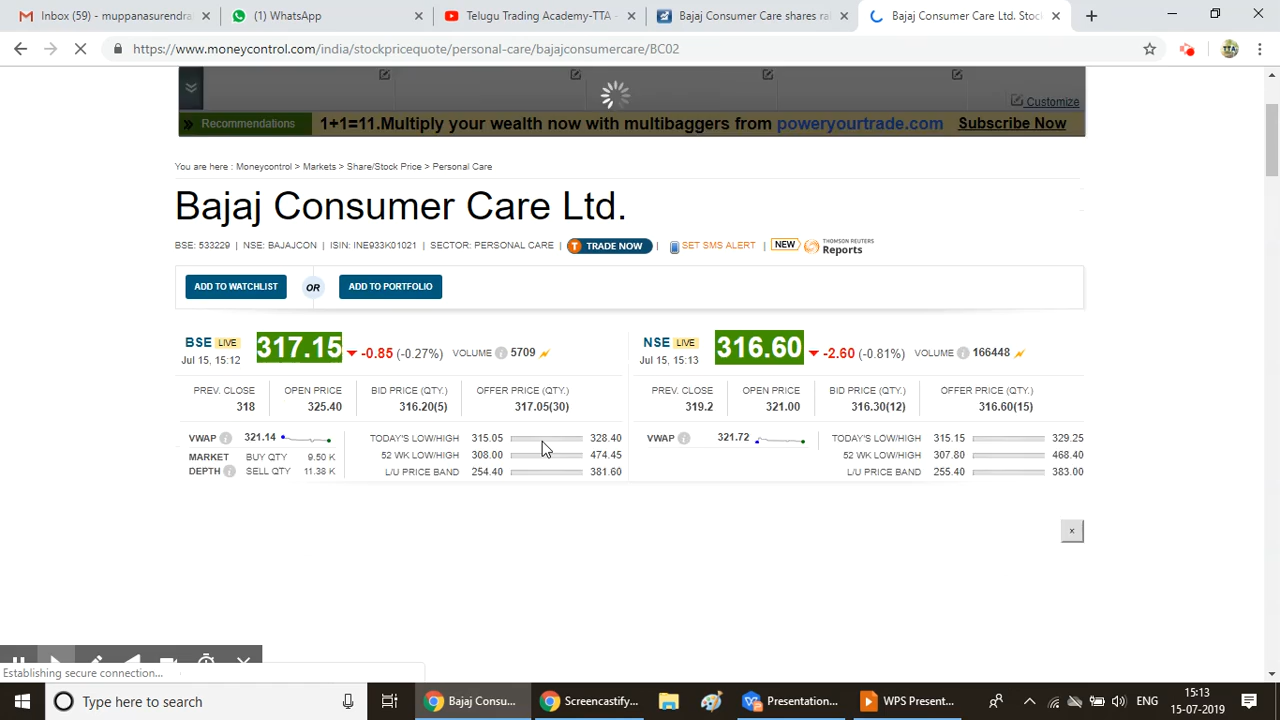 Inbox (59) - muppanasurendra
(1) WhatsApp
Telugu Trading Academy-TTA -
Bajaj Consumer Care shares ra
Bajaj Consumer Care Ltd. Stoc
https://www.moneycontrol.com/india/stockpricequote/personal-care/bajajconsumercare/BC02
Customize
Recommendations 1+1=11.Multiply your wealth now with multibaggers from poweryourtrade.com Subscribe Now
You are here : Moneycontrol > Markets > Share/Stock Price > Personal Care
Bajaj Consumer Care Ltd.
BSE: 533229 | NSE: BAJAJCON | ISIN: INE933K01021 | SECTOR: PERSONAL CARE T TRADE NOW | SET SMS ALERT | NEW THOMSON REUTERS Reports
ADD TO WATCHLIST OR ADD TO PORTFOLIO
BSE LIVE 317.15 -0.85 (-0.27%) VOLUME 5709
Jul 15, 15:12
PREV. CLOSE OPEN PRICE BID PRICE (QTY.) OFFER PRICE (QTY.)
318 325.40 316.20(5) 317.05(30)
VWAP 321.14 TODAY'S LOW/HIGH 315.05 328.40
MARKET BUY QTY 9.50 K 52 WK LOW/HIGH 308.00 474.45
DEPTH SELL QTY 11.38 K L/U PRICE BAND 254.40 381.60
NSE LIVE 316.60 -2.60 (-0.81%) VOLUME 166448
Jul 15, 15:13
PREV. CLOSE OPEN PRICE BID PRICE (QTY.) OFFER PRICE (QTY.)
319.2 321.00 316.30(12) 316.60(15)
VWAP 321.72 TODAY'S LOW/HIGH 315.15 329.25
52 WK LOW/HIGH 307.80 468.40
L/U PRICE BAND 255.40 383.00
Establishing secure connection...
Type here to search
Bajaj Consu...
Screencastify...
Presentation...
WPS Present...
ENG
15:13
15-07-2019